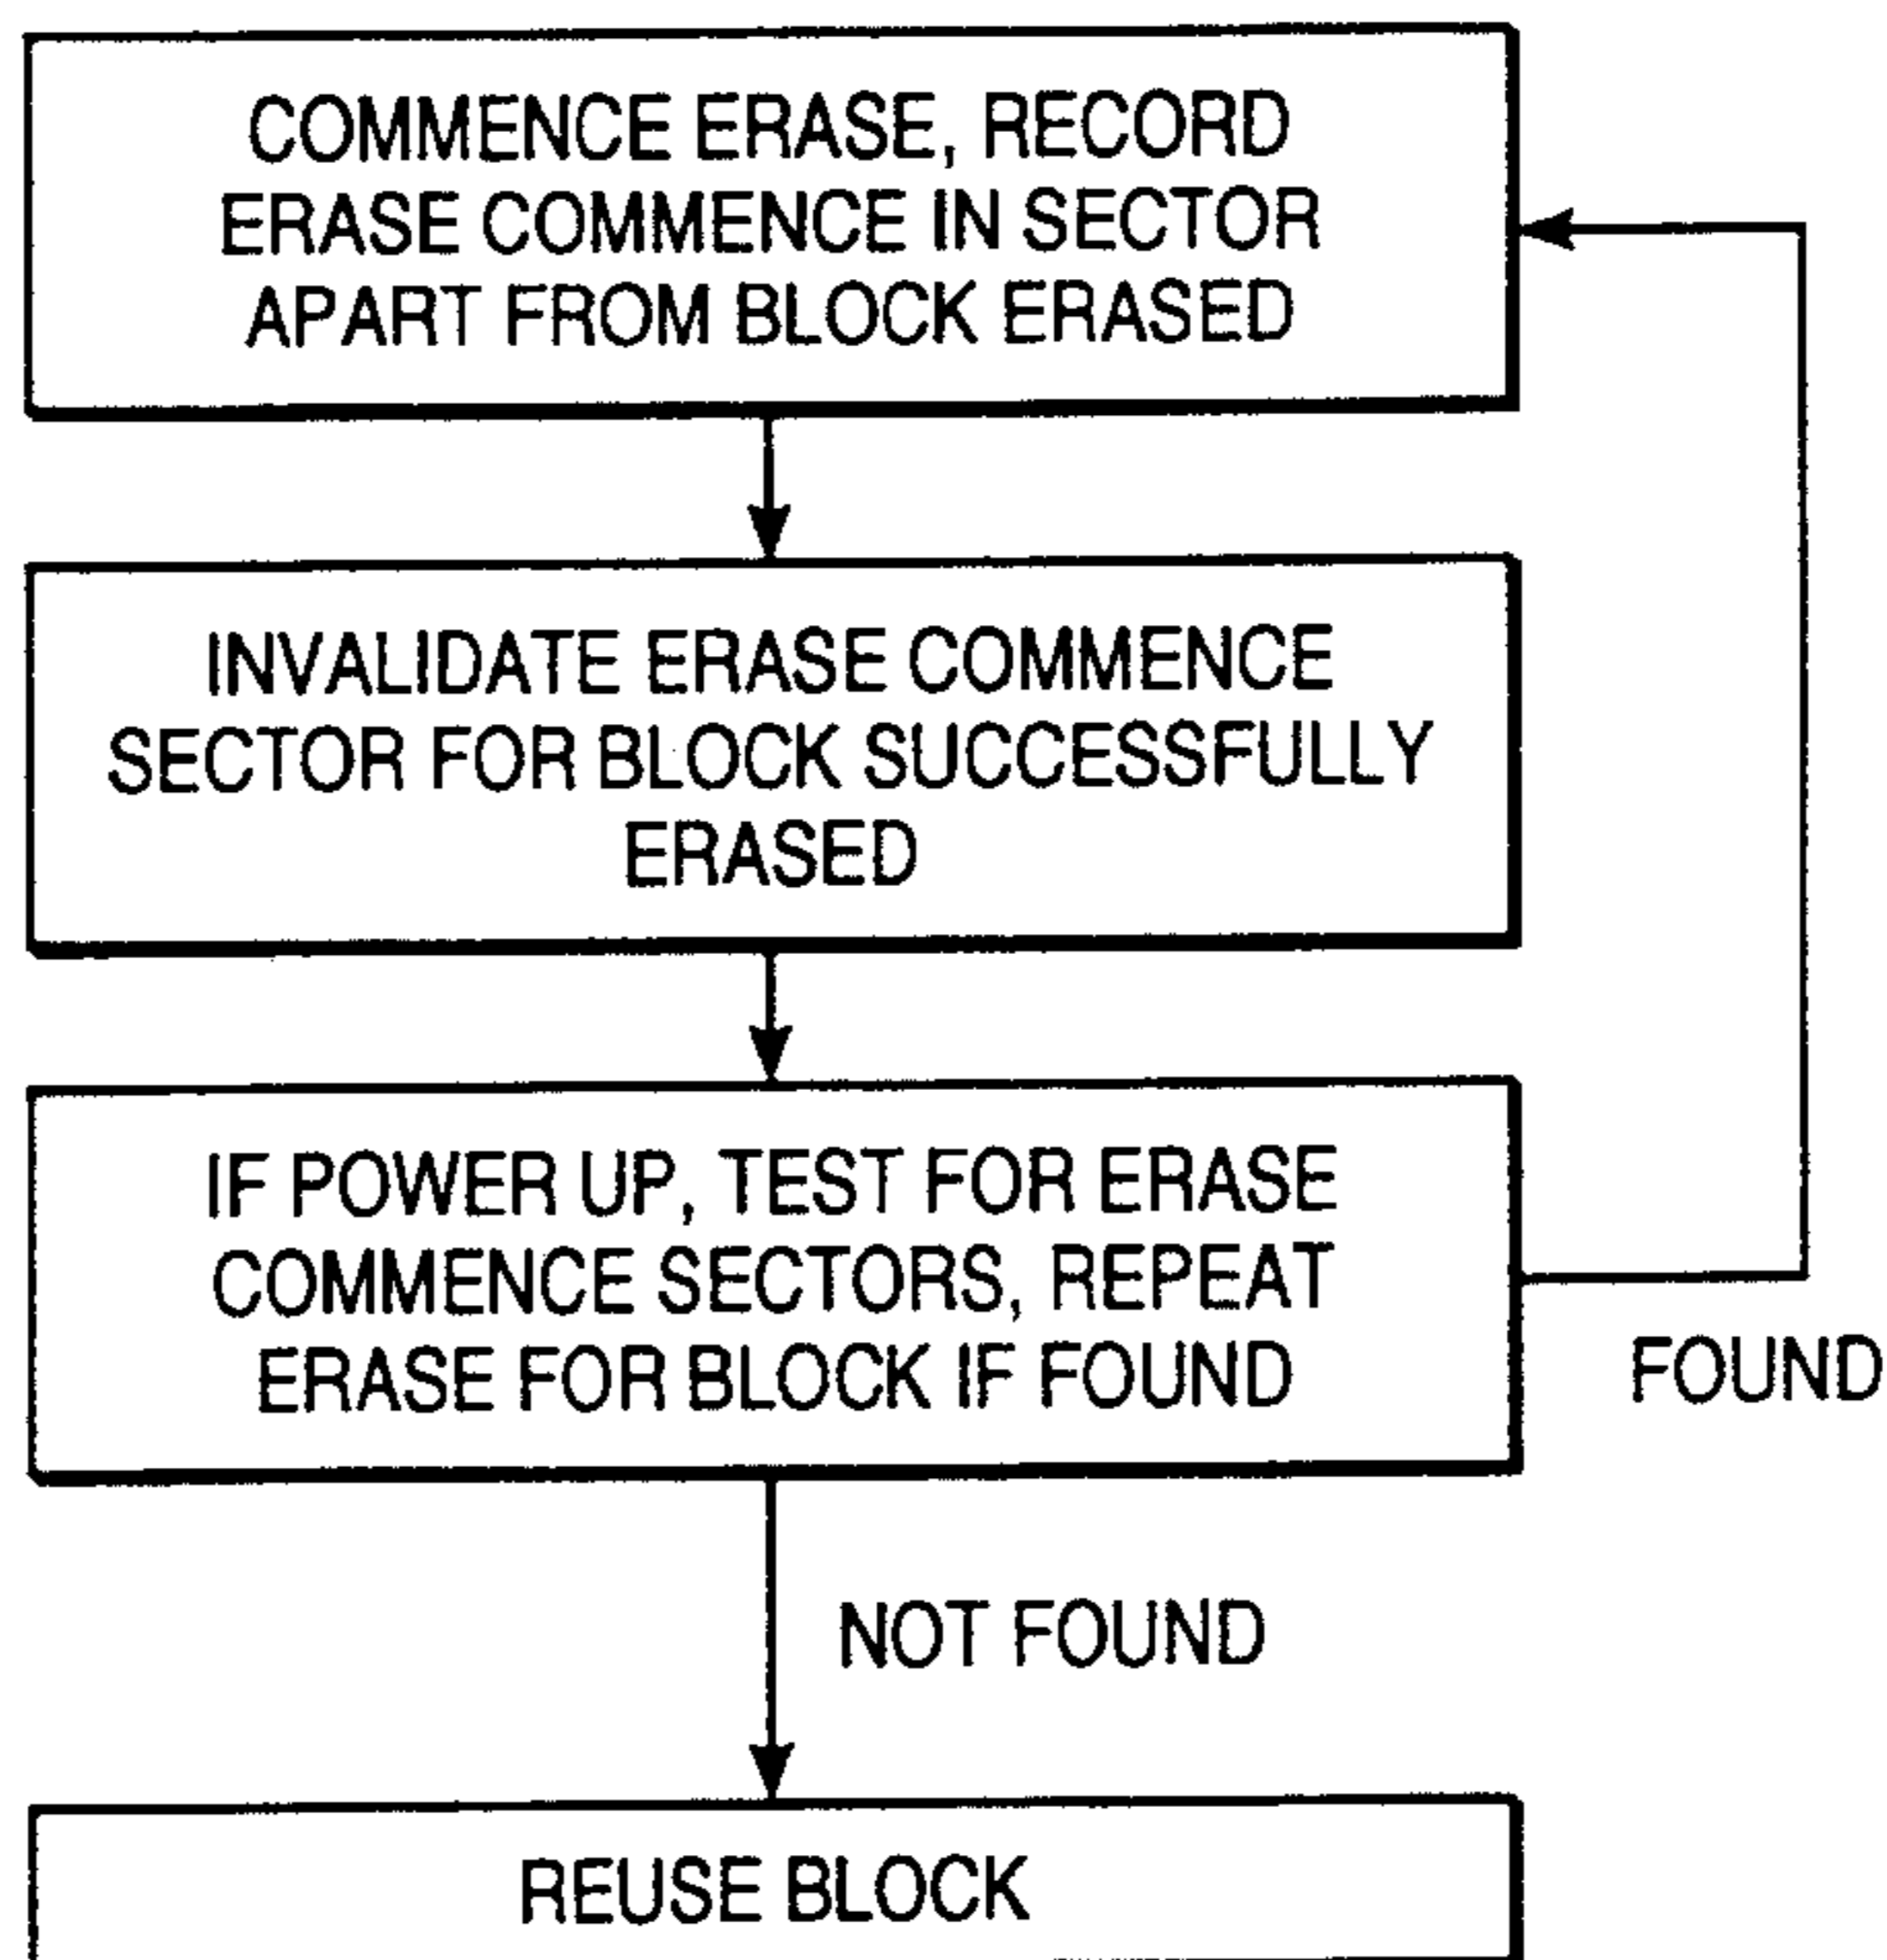 COMMENCE ERASE, RECORD
ERASE COMMENCE IN SECTOR
APART FROM BLOCK ERASED
INVALIDATE ERASE COMMENCE
SECTOR FOR BLOCK SUCCESSFULLY
ERASED
IF POWER UP, TEST FOR ERASE
COMMENCE SECTORS, REPEAT
ERASE FOR BLOCK IF FOUND
FOUND
NOT FOUND
REUSE BLOCK